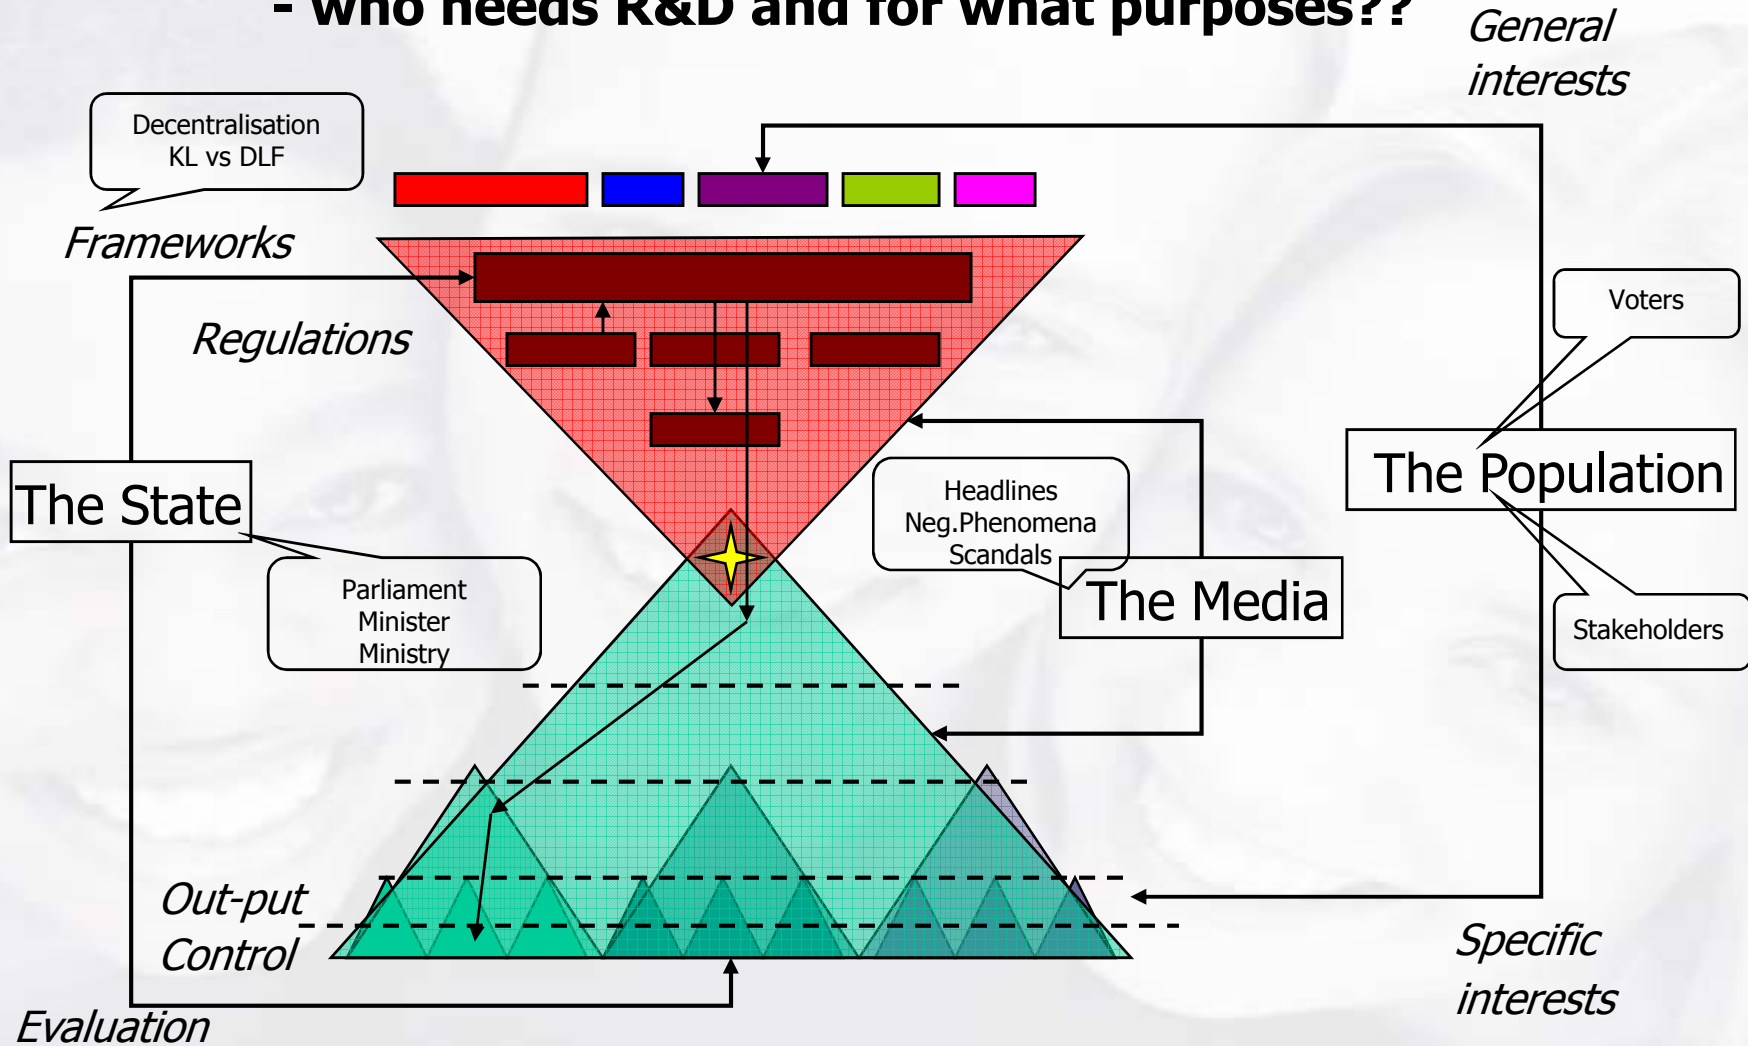 - who needs R&D and for what purposes??
General
interests
Decentralisation
KL vs DLF
Frameworks
Regulations
Voters
The State
Headlines
Neg.Phenomena
Scandals
The Population
Parliament
Minister
Ministry
The Media
Stakeholders
Out-put
Control
Specific
interests
Evaluation